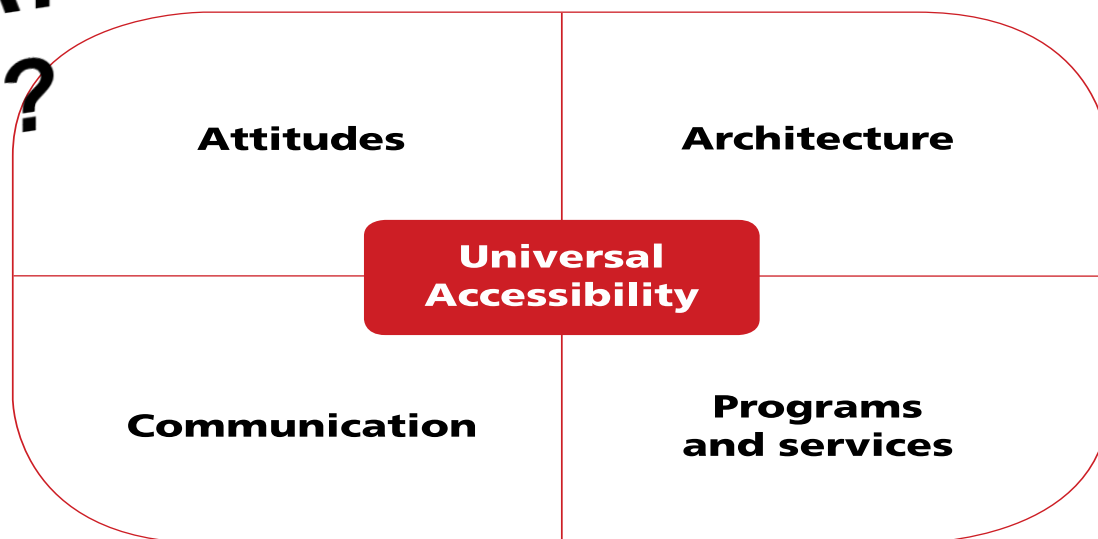 ?
Attitudes
Architecture
Universal
Accessibility
Communication
Programs
and services